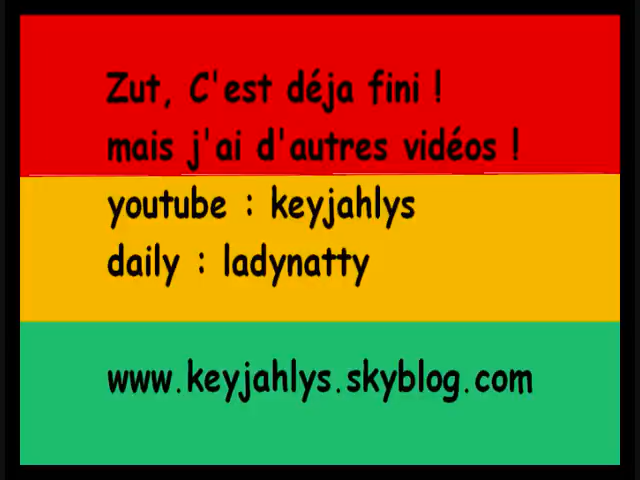 Zut, C'est déja fini !
mais j'ai d'autres vidéos !
youtube : keyjahlys
daily : ladynatty
www.keyjahlys.skyblog.com